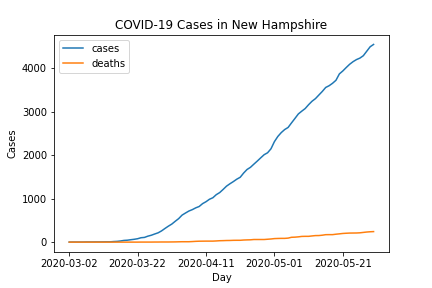 COVID-19 Cases in New Hampshire
cases
deaths
Cases
4000
3000
2000
1000
0
2020-03-02 2020-03-22 2020-04-11 2020-05-01 2020-05-21
Day